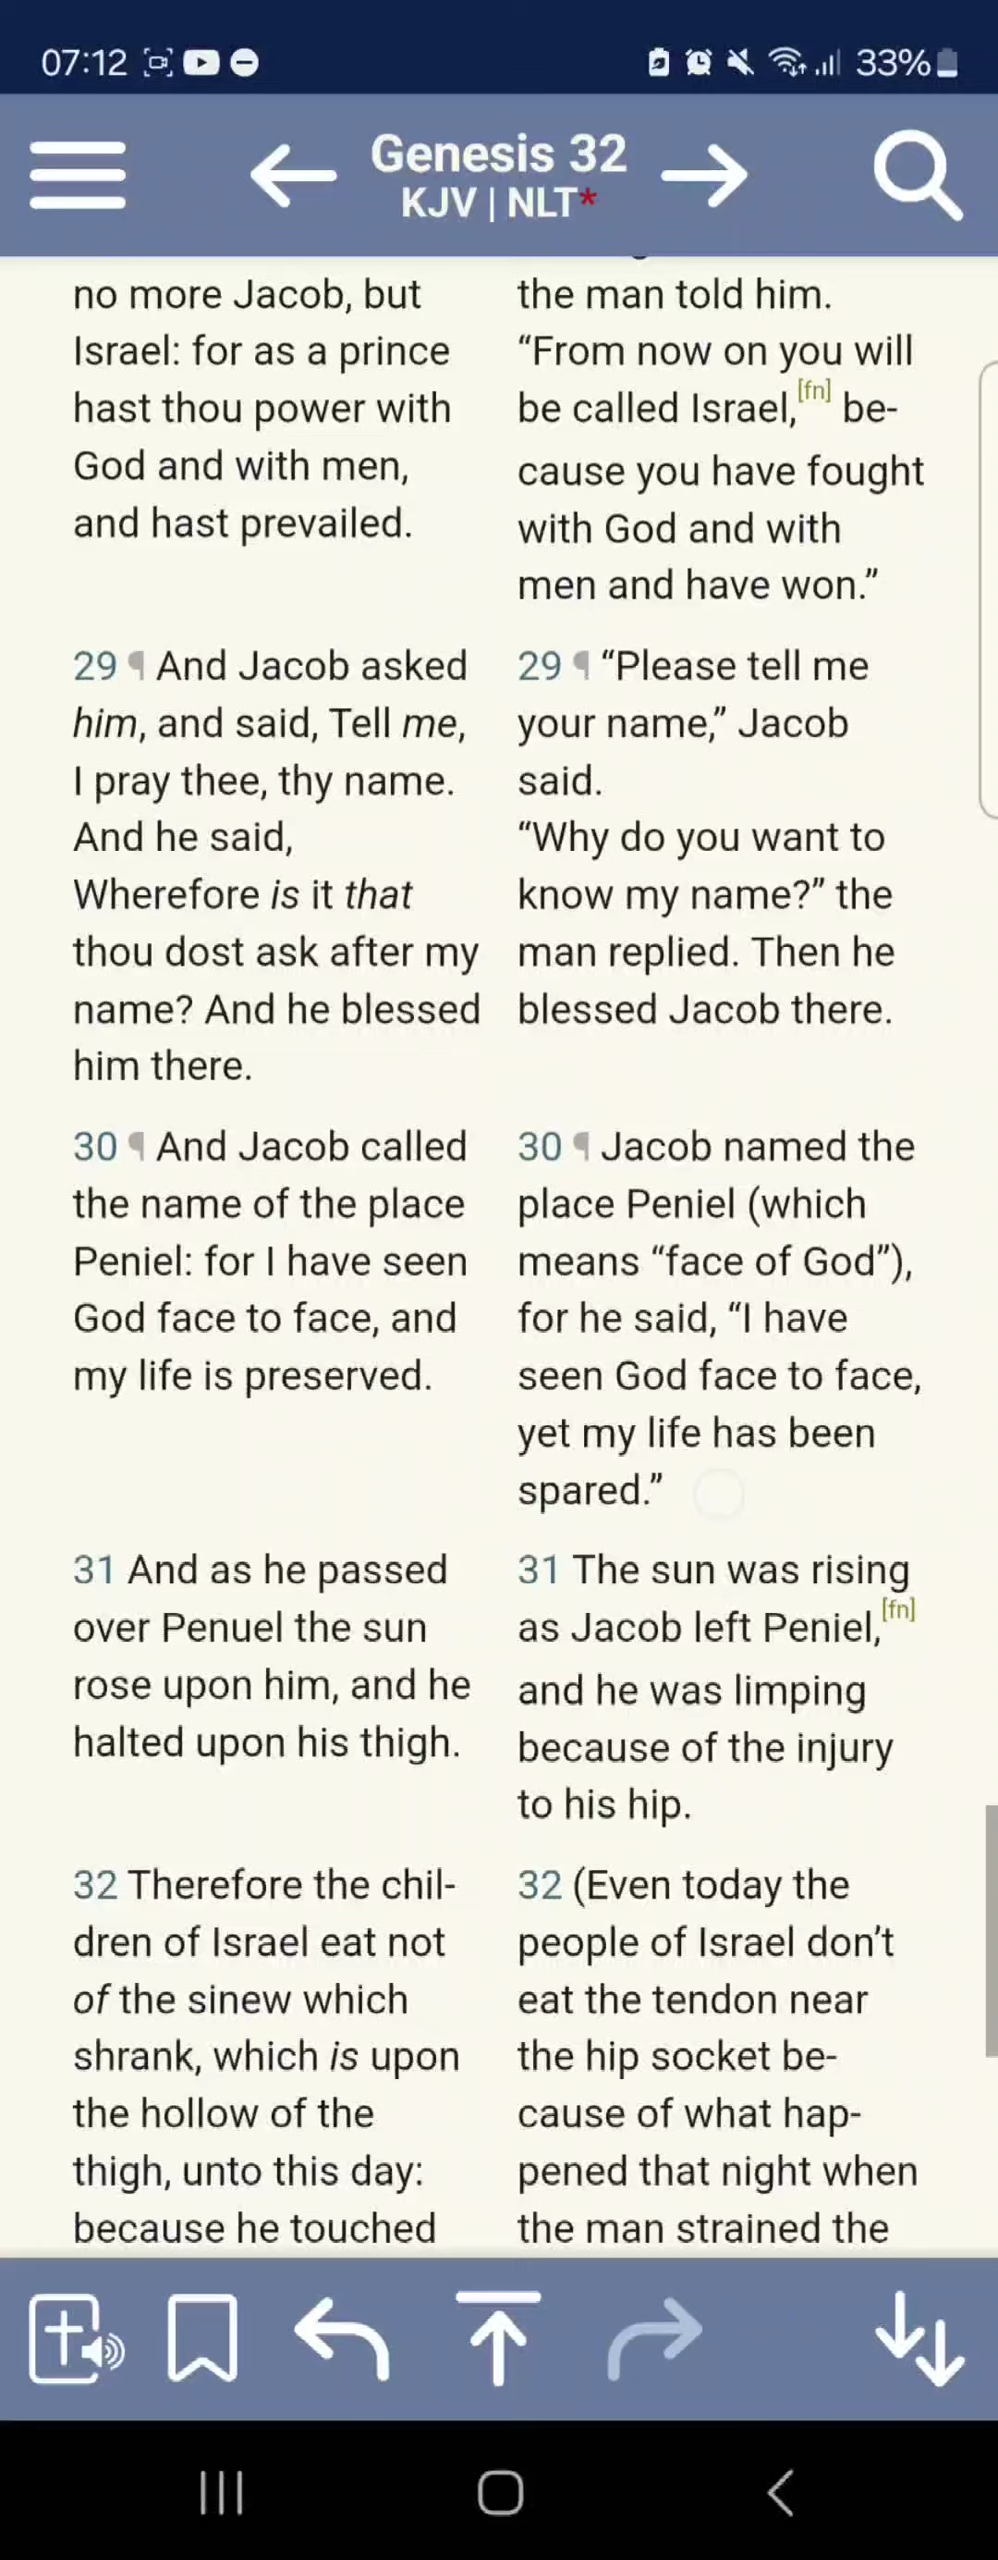 07:12
33%
Genesis 32
KJV | NLT*
no more Jacob, but
Israel: for as a prince
hast thou power with
God and with men,
and hast prevailed.
the man told him.
“From now on you will
be called Israel,[fn] be-
cause you have fought
with God and with
men and have won.”
29 ¶ And Jacob asked
him, and said, Tell me,
I pray thee, thy name.
And he said,
Wherefore is it that
thou dost ask after my
name? And he blessed
him there.
29 ¶ “Please tell me
your name,” Jacob
said.
“Why do you want to
know my name?” the
man replied. Then he
blessed Jacob there.
30 ¶ And Jacob called
the name of the place
Peniel: for I have seen
God face to face, and
my life is preserved.
30 ¶ Jacob named the
place Peniel (which
means “face of God”),
for he said, “I have
seen God face to face,
yet my life has been
spared.”
31 And as he passed
over Penuel the sun
rose upon him, and he
halted upon his thigh.
31 The sun was rising
as Jacob left Peniel,[fn]
and he was limping
because of the injury
to his hip.
32 Therefore the chil-
dren of Israel eat not
of the sinew which
shrank, which is upon
the hollow of the
thigh, unto this day:
because he touched
32 (Even today the
people of Israel don’t
eat the tendon near
the hip socket be-
cause of what hap-
pened that night when
the man strained the